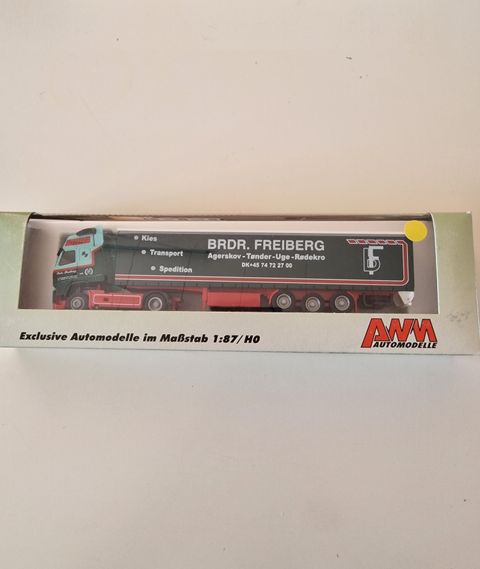 Kies
Transport
Spedition
BRDR. FREIBERG
Agerskov-Tønder-Uge-Rødekro
DK+45 74 72 27 00
Exclusive Automodelle im Maßstab 1:87/H0
AWM
AUTOMODELLE